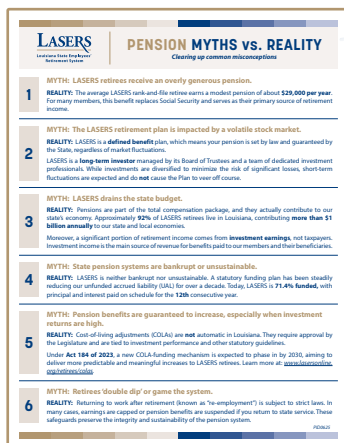 LASERS
Louisiana State Employees'
Retirement System
PENSION MYTHS vs. REALITY
Clearing up common misconceptions
1
MYTH: LASERS retirees receive an overly generous pension.
REALITY: The average LASERS rank-and-file retiree earns a modest pension of about $29,000 per year.
For many members, this benefit replaces Social Security and serves as their primary source of retirement
income.
2
MYTH: The LASERS retirement plan is impacted by a volatile stock market.
REALITY: LASERS is a defined benefit plan, which means your pension is set by law and guaranteed by
the State, regardless of market fluctuations.
LASERS is a long-term investor managed by its Board of Trustees and a team of dedicated investment
professionals. While investments are diversified to minimize the risk of significant losses, short-term
fluctuations are expected and do not cause the Plan to veer off course.
3
MYTH: LASERS drains the state budget.
REALITY: Pensions are part of the total compensation package, and they actually contribute to our
state's economy. Approximately 92% of LASERS retirees live in Louisiana, contributing more than $1
billion annually to our state and local economies.
Moreover, a significant portion of retirement income comes from investment earnings, not taxpayers.
Investment income is the main source of revenue for benefits paid to our members and their beneficiaries.
4
MYTH: State pension systems are bankrupt or unsustainable.
REALITY: LASERS is neither bankrupt nor unsustainable. A statutory funding plan has been steadily
reducing our unfunded accrued liability (UAL) for over a decade. Today, LASERS is 71.4% funded, with
principal and interest paid on schedule for the 12th consecutive year.
5
MYTH: Pension benefits are guaranteed to increase, especially when investment
returns are high.
REALITY: Cost-of-living adjustments (COLAs) are not automatic in Louisiana. They require approval by
the Legislature and are tied to investment performance and other statutory guidelines.
Under Act 184 of 2023, a new COLA-funding mechanism is expected to phase in by 2030, aiming to
deliver more predictable and meaningful increases to LASERS retirees. Learn more at: www.lasersonline.
org/retirees/colas.
6
MYTH: Retirees 'double dip' or game the system.
REALITY: Returning to work after retirement (known as "re-employment") is subject to strict laws. In
many cases, earnings are capped or pension benefits are suspended if you return to state service. These
safeguards preserve the integrity and sustainability of the pension system.